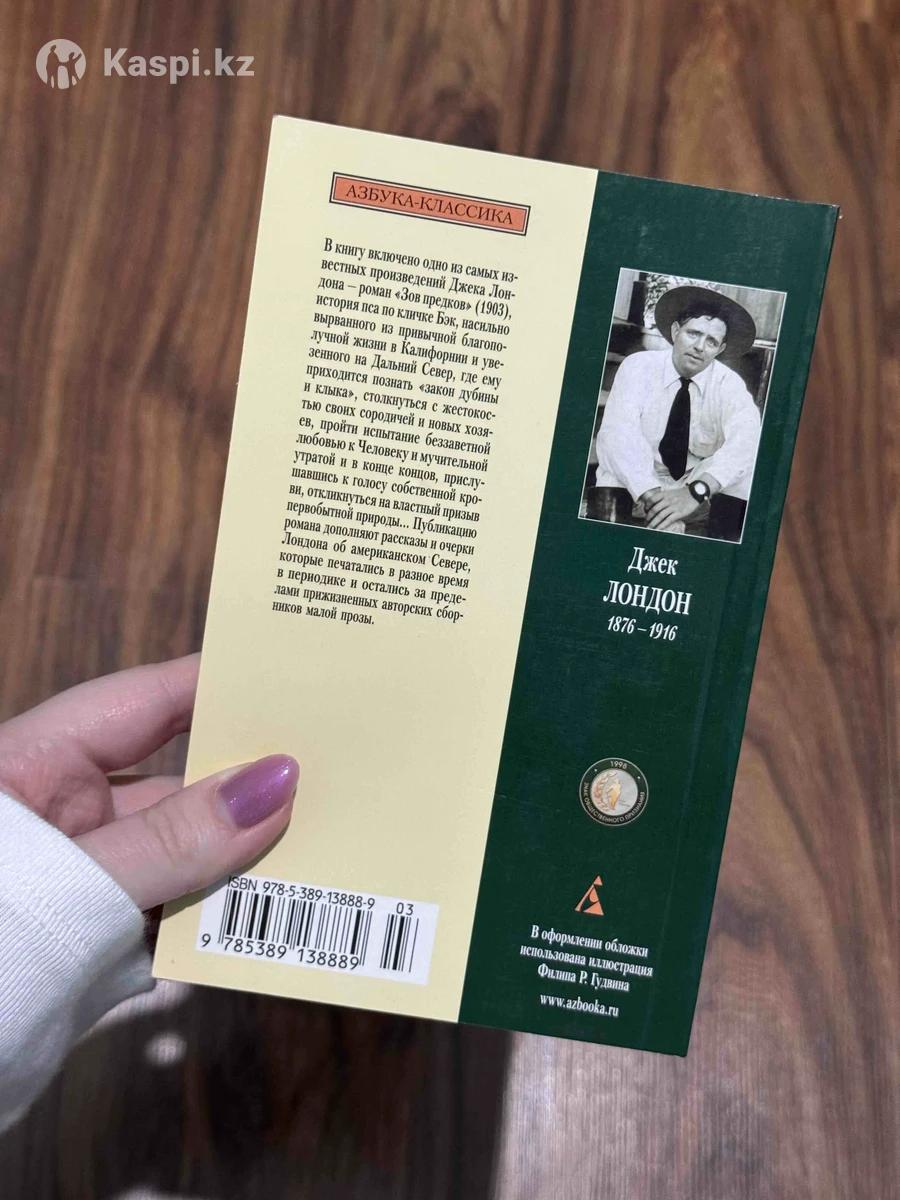 Kaspi.kz
АЗБУКА-КЛАССИКА
В книгу включено одно из самых из-
вестных произведений Джека Лон-
дона – роман «Зов предков» (1903),
история пса по кличке Бэк, насильно
вырванного из привычной благопо-
лучной жизни в Калифорнии и уве-
зенного на Дальний Север, где ему
приходится познать «закон дубины
и клыка», столкнуться с жестокос-
тью своих сородичей и новых хозя-
ев, пройти испытание беззаветной
любовью к Человеку и мучительной
утратой и в конце концов, прислу-
шавшись к голосу собственной кро-
ви, откликнуться на властный призыв
первобытной природы... Публикацию
романа дополняют рассказы и очерки
Лондона об американском Севере,
которые печатались в разное время
в периодике и остались за преде-
лами прижизненных авторских сбор-
ников малой прозы.
Джек
ЛОНДОН
1876 – 1916
1998
ЗНАК ОБЩЕСТВЕННОГО ПРИЗНАНИЯ
ISBN 978-5-389-13888-9
03
9 785389 138889
В оформлении обложки
использована иллюстрация
Филипа Р. Гудвина
www.azbooka.ru